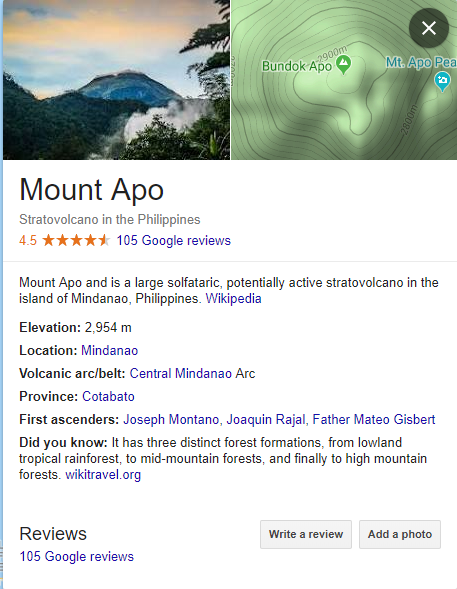 2900m
Bundok Apo
Mt. Apo Pea
2800m
Mount Apo
Stratovolcano in the Philippines
4.5 105 Google reviews
Mount Apo and is a large solfataric, potentially active stratovolcano in the
island of Mindanao, Philippines. Wikipedia
Elevation: 2,954 m
Location: Mindanao
Volcanic arc/belt: Central Mindanao Arc
Province: Cotabato
First ascenders: Joseph Montano, Joaquin Rajal, Father Mateo Gisbert
Did you know: It has three distinct forest formations, from lowland
tropical rainforest, to mid-mountain forests, and finally to high mountain
forests. wikitravel.org
Reviews
Write a review
Add a photo
105 Google reviews